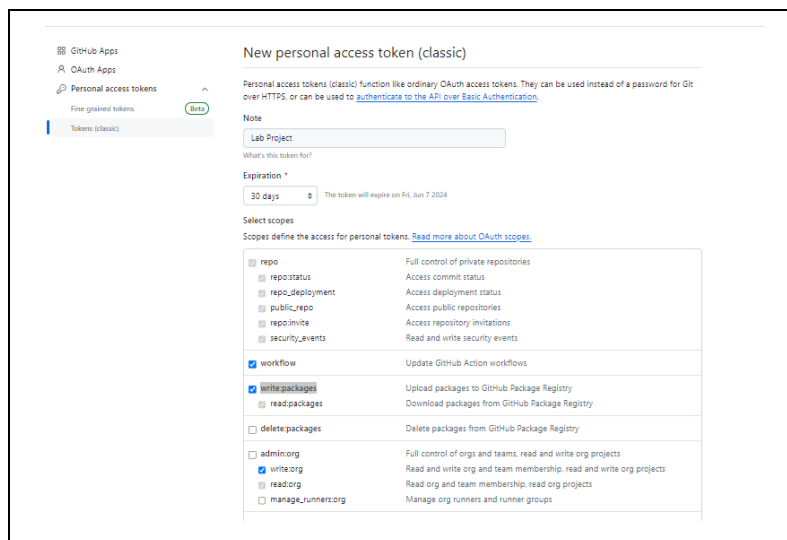 GitHub Apps
OAuth Apps
Personal access tokens
Fine-grained tokens Beta
Tokens (classic)
New personal access token (classic)
Personal access tokens (classic) function like ordinary OAuth access tokens. They can be used instead of a password for Git
over HTTPS, or can be used to authenticate to the API over Basic Authentication.
Note
Lab Project
What's this token for?
Expiration *
30 days The token will expire on Fri, Jun 7 2024
Select scopes
Scopes define the access for personal tokens. Read more about OAuth scopes.
repo Full control of private repositories
repo:status Access commit status
repo_deployment Access deployment status
public_repo Access public repositories
repo:invite Access repository invitations
security_events Read and write security events
workflow Update GitHub Action workflows
write:packages Upload packages to GitHub Package Registry
read:packages Download packages from GitHub Package Registry
delete:packages Delete packages from GitHub Package Registry
admin:org Full control of orgs and teams, read and write org projects
write:org Read and write org and team membership, read and write org projects
read:org Read org and team membership, read org projects
manage_runners:org Manage org runners and runner groups